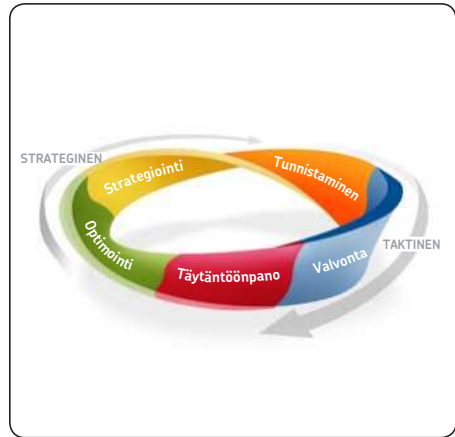 STRATEGINEN
Strategiointi
Tunnistaminen
Optimointi
Täytäntöönpano
Valvonta
TAKTINEN